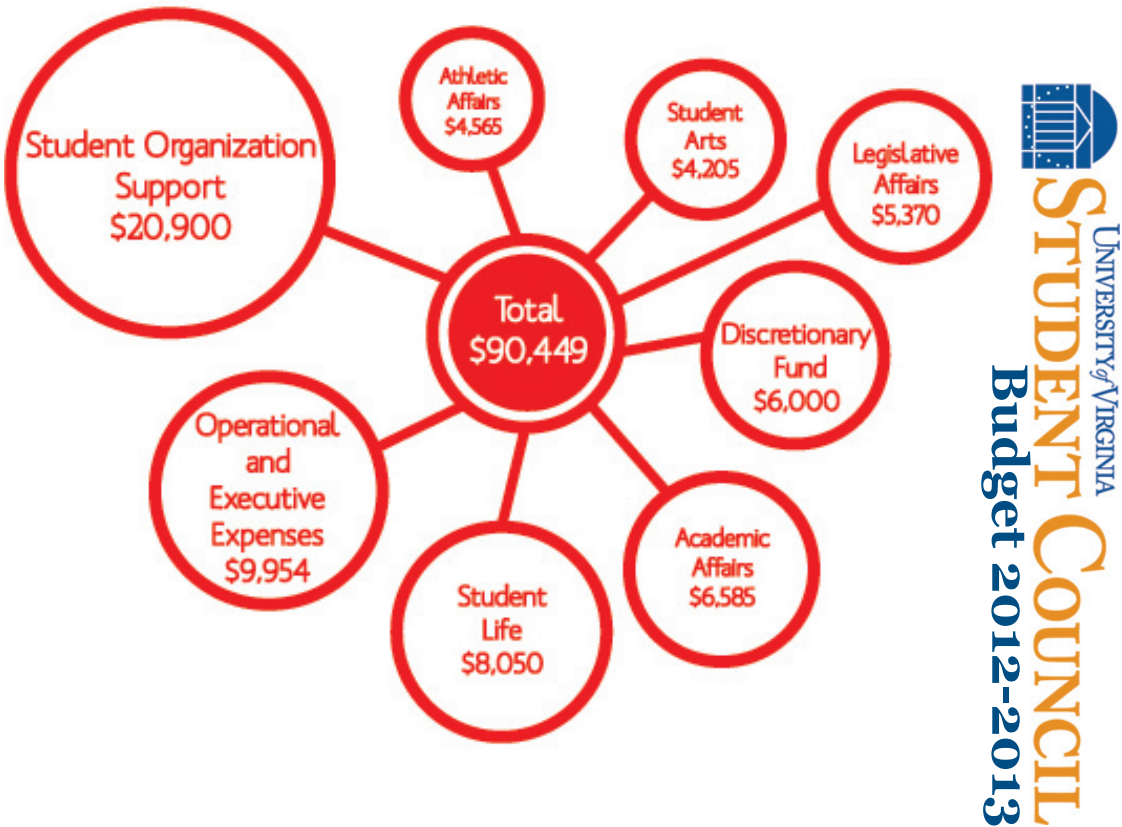 Student Organization
Support
$20,900
Athletic
Affairs
$4,565
Student
Arts
$4,205
Legislative
Affairs
$5,370
Total
$90,449
Discretionary
Fund
$6,000
Operational
and
Executive
Expenses
$9,954
Student
Life
$8,050
Academic
Affairs
$6,585
UNIVERSITY of VIRGINIA
STUDENT COUNCIL
Budget 2012-2013